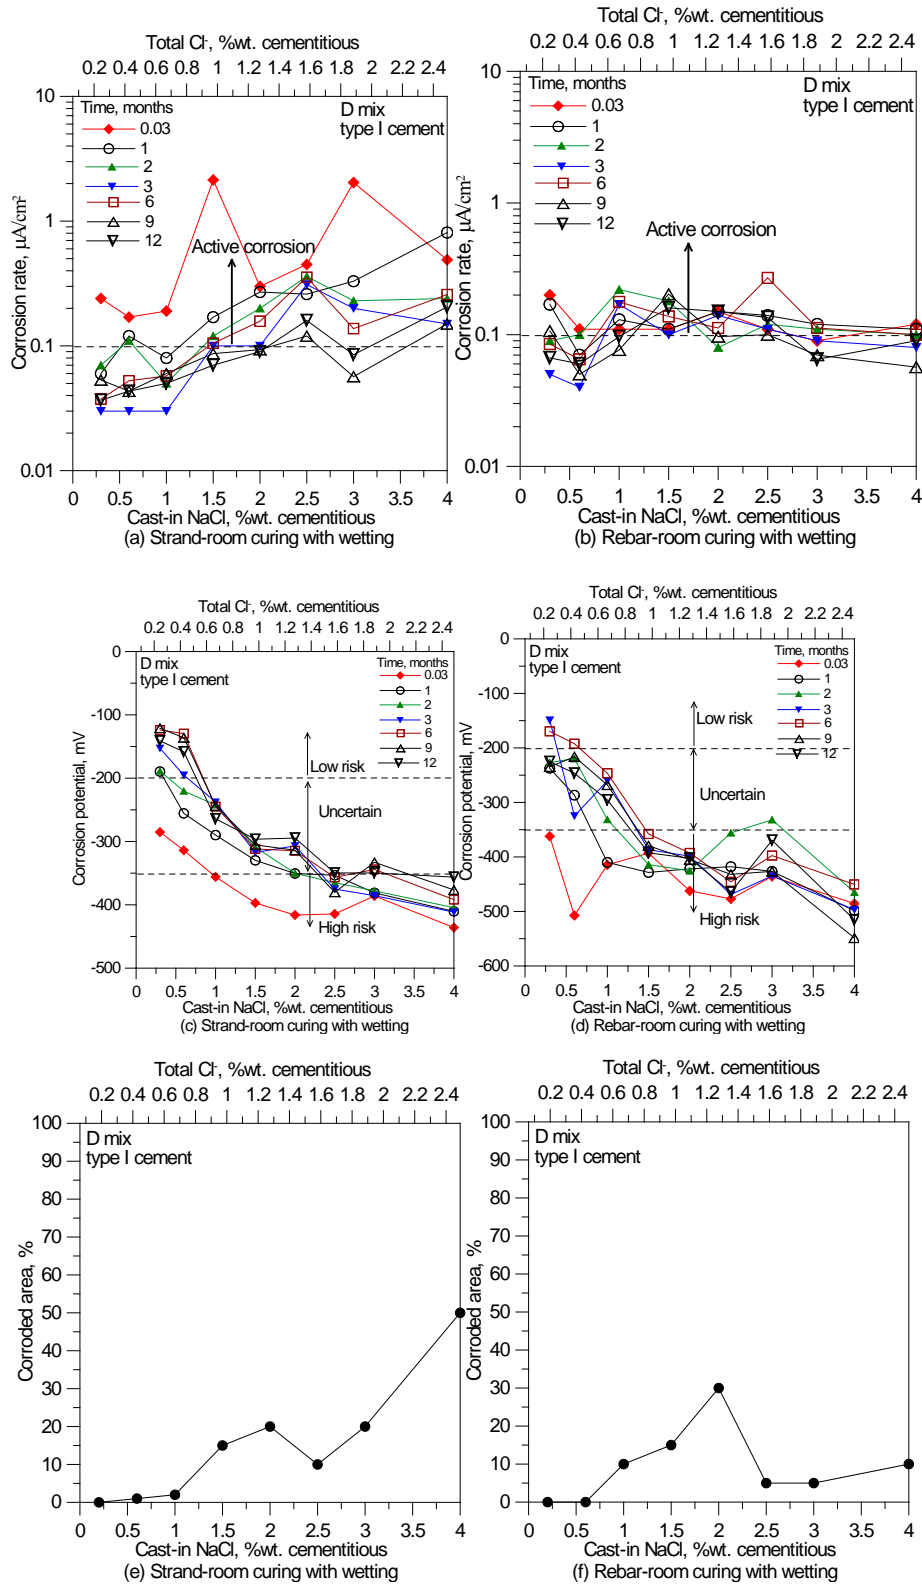 Total Cl-, %wt. cementitious
0.2 0.4 0.6 0.8 1 1.2 1.4 1.6 1.8 2 2.2 2.4
10
1
0.1
0.01
Corrosion rate, µA/cm²
Time, months
0.03
1
2
3
6
9
12
D mix
type I cement
Active corrosion
0 0.5 1 1.5 2 2.5 3 3.5 4
Cast-in NaCl, %wt. cementitious
(a) Strand-room curing with wetting
Total Cl-, %wt. cementitious
0.2 0.4 0.6 0.8 1 1.2 1.4 1.6 1.8 2 2.2 2.4
10
1
0.1
0.01
Corrosion rate, µA/cm²
Time, months
0.03
1
2
3
6
9
12
D mix
type I cement
Active corrosion
0 0.5 1 1.5 2 2.5 3 3.5 4
Cast-in NaCl, %wt. cementitious
(b) Rebar-room curing with wetting
Total Cl-, %wt. cementitious
0.2 0.4 0.6 0.8 1 1.2 1.4 1.6 1.8 2 2.2 2.4
0
-100
-200
-300
-400
-500
Corrosion potential, mV
D mix
type I cement
Time, months
0.03
1
2
3
6
9
12
Low risk
Uncertain
High risk
0 0.5 1 1.5 2 2.5 3 3.5 4
Cast-in NaCl, %wt. cementitious
(c) Strand-room curing with wetting
Total Cl-, %wt. cementitious
0.2 0.4 0.6 0.8 1 1.2 1.4 1.6 1.8 2 2.2 2.4
0
-100
-200
-300
-400
-500
-600
Corrosion potential, mV
D mix
type I cement
Time, months
0.03
1
2
3
6
9
12
Low risk
Uncertain
High risk
0 0.5 1 1.5 2 2.5 3 3.5 4
Cast-in NaCl, %wt. cementitious
(d) Rebar-room curing with wetting
Total Cl-, %wt. cementitious
0.2 0.4 0.6 0.8 1 1.2 1.4 1.6 1.8 2 2.2 2.4
100
90
80
70
60
50
40
30
20
10
0
Corroded area, %
D mix
type I cement
0 0.5 1 1.5 2 2.5 3 3.5 4
Cast-in NaCl, %wt. cementitious
(e) Strand-room curing with wetting
Total Cl-, %wt. cementitious
0.2 0.4 0.6 0.8 1 1.2 1.4 1.6 1.8 2 2.2 2.4
100
90
80
70
60
50
40
30
20
10
0
Corroded area, %
D mix
type I cement
0 0.5 1 1.5 2 2.5 3 3.5 4
Cast-in NaCl, %wt. cementitious
(f) Rebar-room curing with wetting